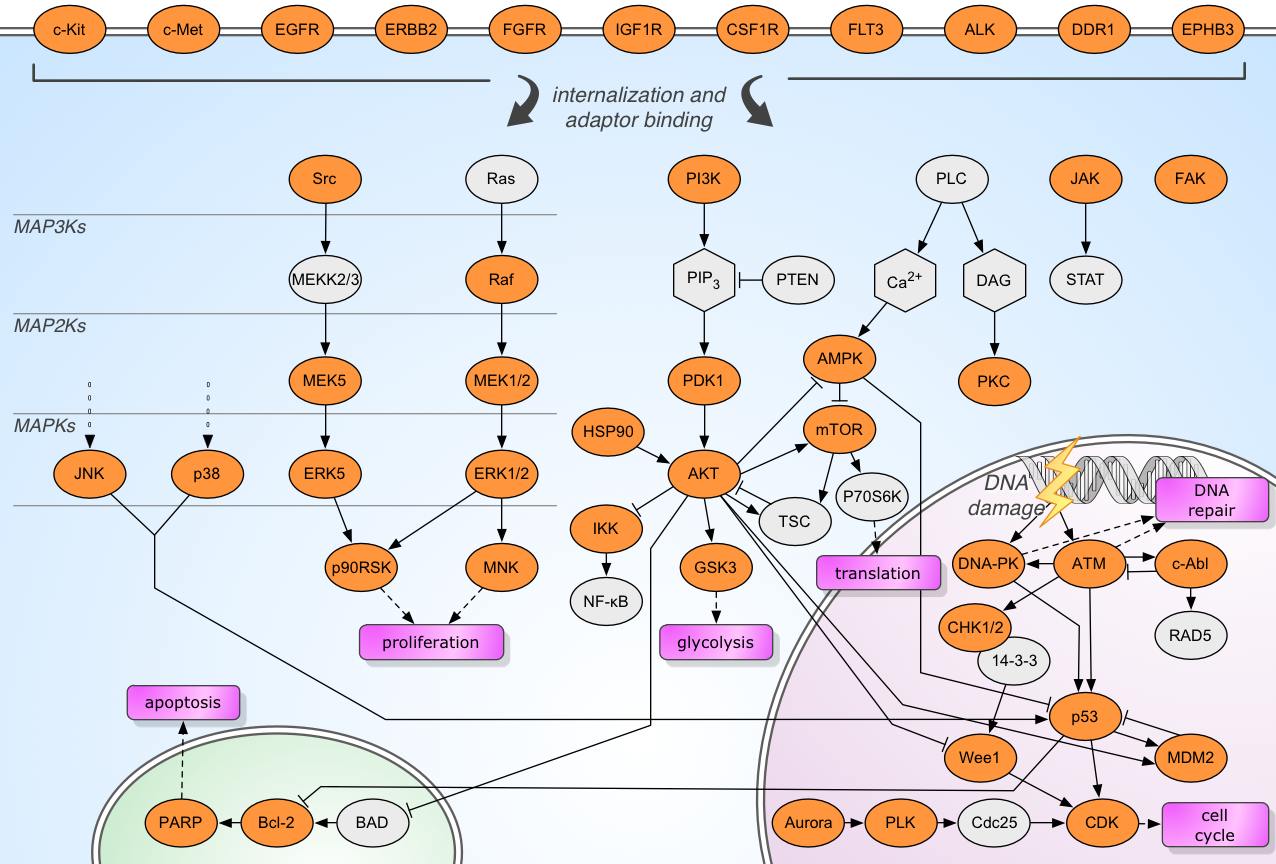 c-Kit
c-Met
EGFR
ERBB2
FGFR
IGF1R
CSF1R
FLT3
ALK
DDR1
EPHB3
internalization and
adaptor binding
Src
Ras
PI3K
PLC
JAK
FAK
MAP3Ks
MEKK2/3
Raf
PIP3
PTEN
Ca2+
DAG
STAT
MAP2Ks
AMPK
MEK5
MEK1/2
PDK1
PKC
MAPKs
HSP90
mTOR
JNK
p38
ERK5
ERK1/2
AKT
P70S6K
DNA
damage
DNA
repair
IKK
TSC
p90RSK
MNK
GSK3
translation
DNA-PK
ATM
c-Abl
NF-κB
CHK1/2
14-3-3
RAD5
proliferation
glycolysis
apoptosis
p53
Wee1
MDM2
PARP
Bcl-2
BAD
Aurora
PLK
Cdc25
CDK
cell
cycle